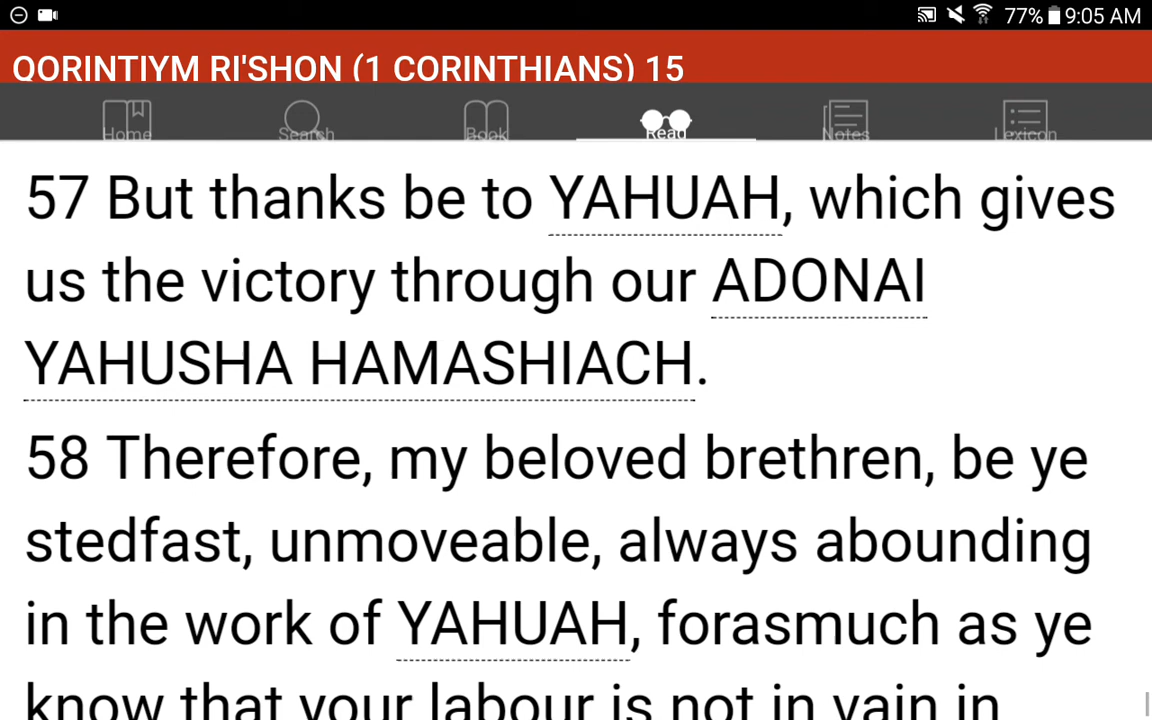 77% 9:05 AM
QORINTIYM RI'SHON (1 CORINTHIANS) 15
Home Search Book Read Notes Lexicon
57 But thanks be to YAHUAH, which gives
us the victory through our ADONAI
YAHUSHA HAMASHIACH.
58 Therefore, my beloved brethren, be ye
stedfast, unmoveable, always abounding
in the work of YAHUAH, forasmuch as ye
know that your labour is not in vain in